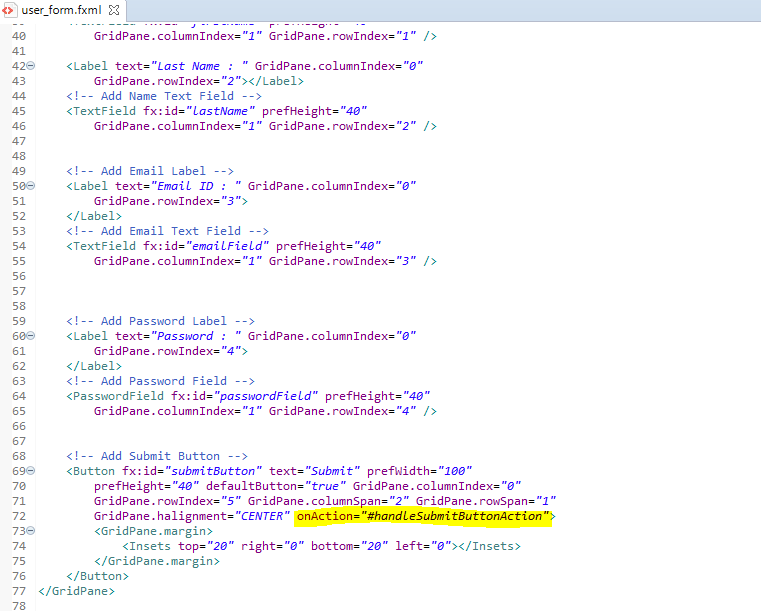 user_form.fxml
40 GridPane.columnIndex="1" GridPane.rowIndex="1" />
41
42 <Label text="Last Name : " GridPane.columnIndex="0"
43 GridPane.rowIndex="2"></Label>
44 <!-- Add Name Text Field -->
45 <TextField fx:id="lastName" prefHeight="40"
46 GridPane.columnIndex="1" GridPane.rowIndex="2" />
47
48
49 <!-- Add Email Label -->
50 <Label text="Email ID : " GridPane.columnIndex="0"
51 GridPane.rowIndex="3">
52 </Label>
53 <!-- Add Email Text Field -->
54 <TextField fx:id="emailField" prefHeight="40"
55 GridPane.columnIndex="1" GridPane.rowIndex="3" />
56
57
58
59 <!-- Add Password Label -->
60 <Label text="Password : " GridPane.columnIndex="0"
61 GridPane.rowIndex="4">
62 </Label>
63 <!-- Add Password Field -->
64 <PasswordField fx:id="passwordField" prefHeight="40"
65 GridPane.columnIndex="1" GridPane.rowIndex="4" />
66
67
68 <!-- Add Submit Button -->
69 <Button fx:id="submitButton" text="Submit" prefWidth="100"
70 prefHeight="40" defaultButton="true" GridPane.columnIndex="0"
71 GridPane.rowIndex="5" GridPane.columnSpan="2" GridPane.rowSpan="1"
72 GridPane.halignment="CENTER" onAction="#handleSubmitButtonAction">
73 <GridPane.margin>
74 <Insets top="20" right="0" bottom="20" left="0"></Insets>
75 </GridPane.margin>
76 </Button>
77 </GridPane>
78